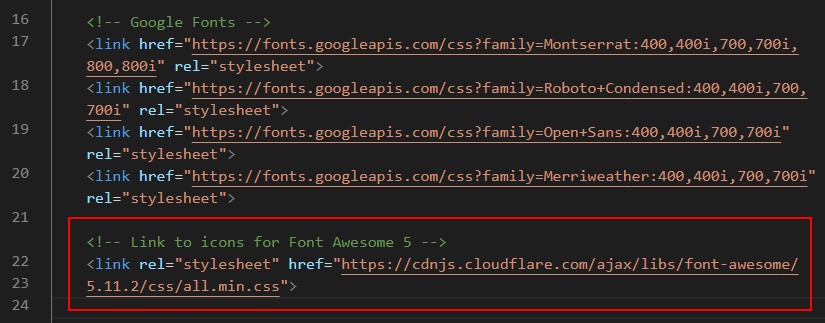 16 <!-- Google Fonts -->
17 <link href="https://fonts.googleapis.com/css?family=Montserrat:400,400i,700,700i,
800,800i" rel="stylesheet">
18 <link href="https://fonts.googleapis.com/css?family=Roboto+Condensed:400,400i,700,
700i" rel="stylesheet">
19 <link href="https://fonts.googleapis.com/css?family=Open+Sans:400,400i,700,700i"
rel="stylesheet">
20 <link href="https://fonts.googleapis.com/css?family=Merriweather:400,400i,700,700i"
rel="stylesheet">
21
<!-- Link to icons for Font Awesome 5 -->
22 <link rel="stylesheet" href="https://cdnjs.cloudflare.com/ajax/libs/font-awesome/
23 5.11.2/css/all.min.css">
24